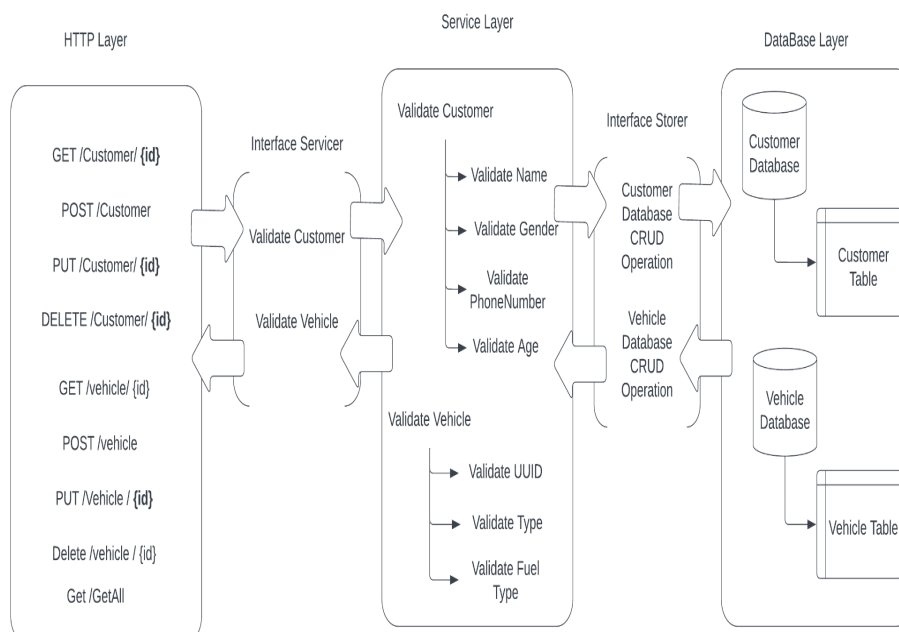 HTTP Layer
GET /Customer/ {id}
POST /Customer
PUT /Customer/ {id}
DELETE /Customer/ {id}
GET /vehicle/ {id}
POST /vehicle
PUT /Vehicle / {id}
Delete /vehicle / {id}
Get /GetAll
Interface Servicer
Validate Customer
Validate Vehicle
Service Layer
Validate Customer
Validate Name
Validate Gender
Validate
PhoneNumber
Validate Age
Validate Vehicle
Validate UUID
Validate Type
Validate Fuel
Type
Interface Storer
Customer
Database
CRUD
Operation
Vehicle
Database
CRUD
Operation
DataBase Layer
Customer
Database
Customer
Table
Vehicle
Database
Vehicle Table